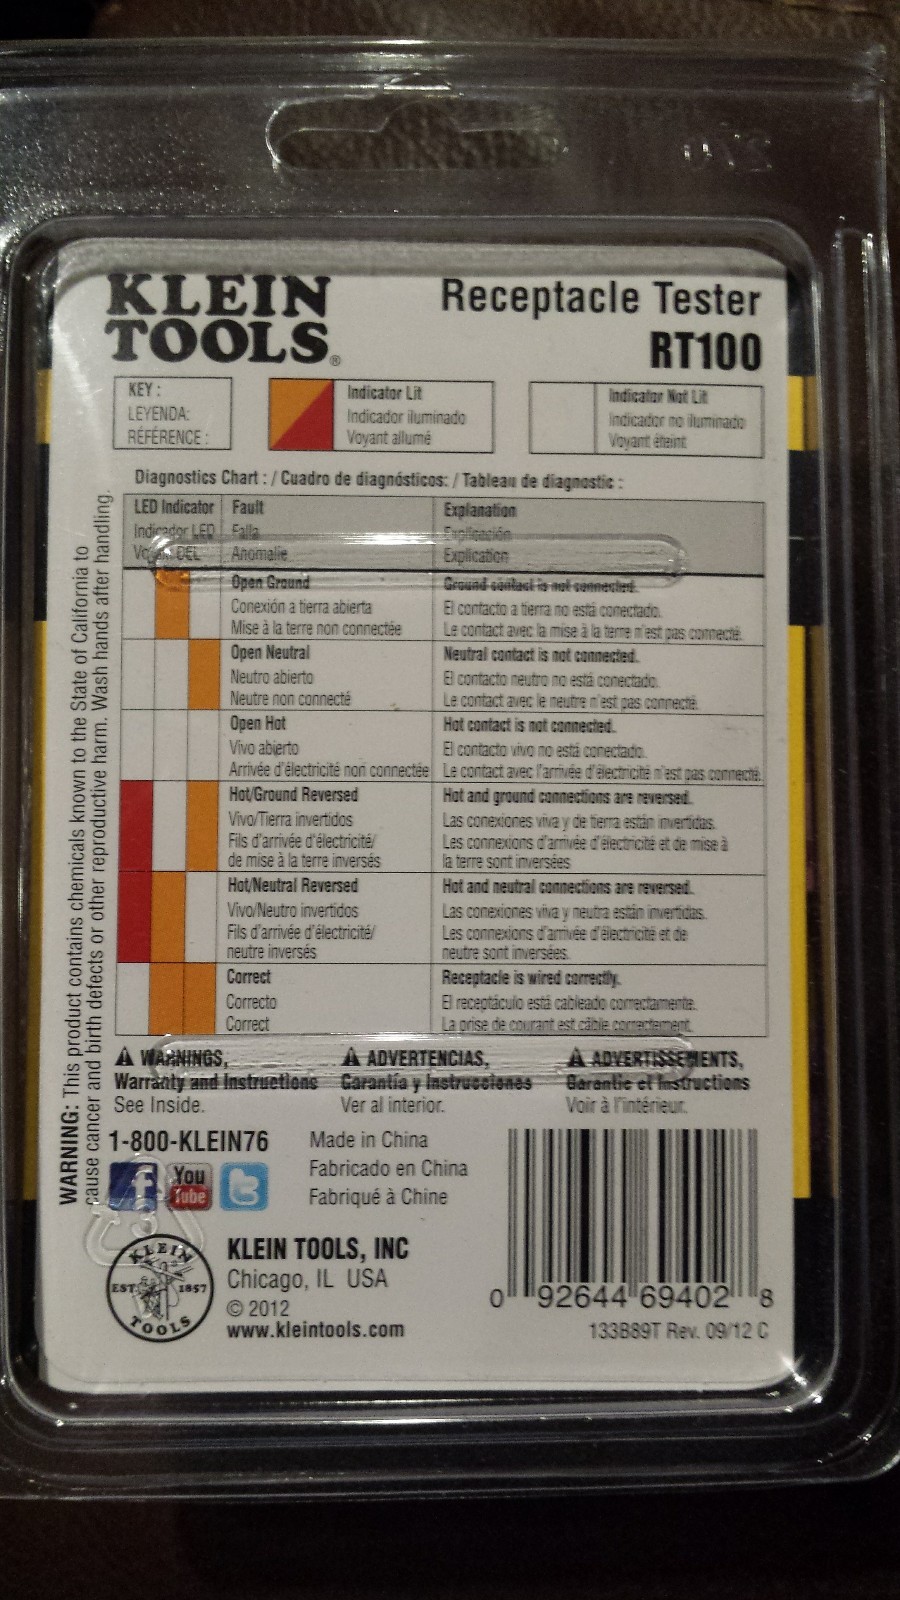 KLEIN
TOOLS®
Receptacle Tester
RT100
KEY :
LEYENDA:
RÉFÉRENCE :
Indicator Lit
Indicador iluminado
Voyant allumé
Indicator Not Lit
Indicador no iluminado
Voyant éteint
Diagnostics Chart : / Cuadro de diagnósticos: / Tableau de diagnostic :
LED Indicator
Indicador LED
Voyant DEL
Fault
Falla
Anomalie
Explanation
Explicación
Explication
Open Ground
Conexión a tierra abierta
Mise à la terre non connectée
Ground contact is not connected.
El contacto a tierra no está conectado.
Le contact avec la mise à la terre n'est pas connecté.
Open Neutral
Neutro abierto
Neutre non connecté
Neutral contact is not connected.
El contacto neutro no está conectado.
Le contact avec le neutre n'est pas connecté.
Open Hot
Vivo abierto
Arrivée d'électricité non connectée
Hot contact is not connected.
El contacto vivo no está conectado.
Le contact avec l'arrivée d'électricité n'est pas connecté.
Hot/Ground Reversed
Vivo/Tierra invertidos
Fils d'arrivée d'électricité/
de mise à la terre inversés
Hot and ground connections are reversed.
Las conexiones viva y de tierra están invertidas.
Les connexions d'arrivée d'électricité et de mise à
la terre sont inversées
Hot/Neutral Reversed
Vivo/Neutro invertidos
Fils d'arrivée d'électricité/
neutre inversés
Hot and neutral connections are reversed.
Las conexiones viva y neutra están invertidas.
Les connexions d'arrivée d'électricité et de
neutre sont inversées.
Correct
Correcto
Correct
Receptacle is wired correctly.
El receptáculo está cableado correctamente.
La prise de courant est câblé correctement.
WARNING: This product contains chemicals known to the State of California to
cause cancer and birth defects or other reproductive harm. Wash hands after handling.
WARNINGS,
Warranty and Instructions
See Inside.
ADVERTENCIAS,
Garantía y Instrucciones
Ver al interior.
ADVERTISSEMENTS,
Garantie et Instructions
Voir à l'intérieur.
1-800-KLEIN76
Made in China
Fabricado en China
Fabriqué à Chine
f
You
Tube
t
3
KLEIN
EST. 1857
TOOLS
KLEIN TOOLS, INC
Chicago, IL USA
© 2012
www.kleintools.com
0 92644 69402 8
133889T Rev. 09/12 C